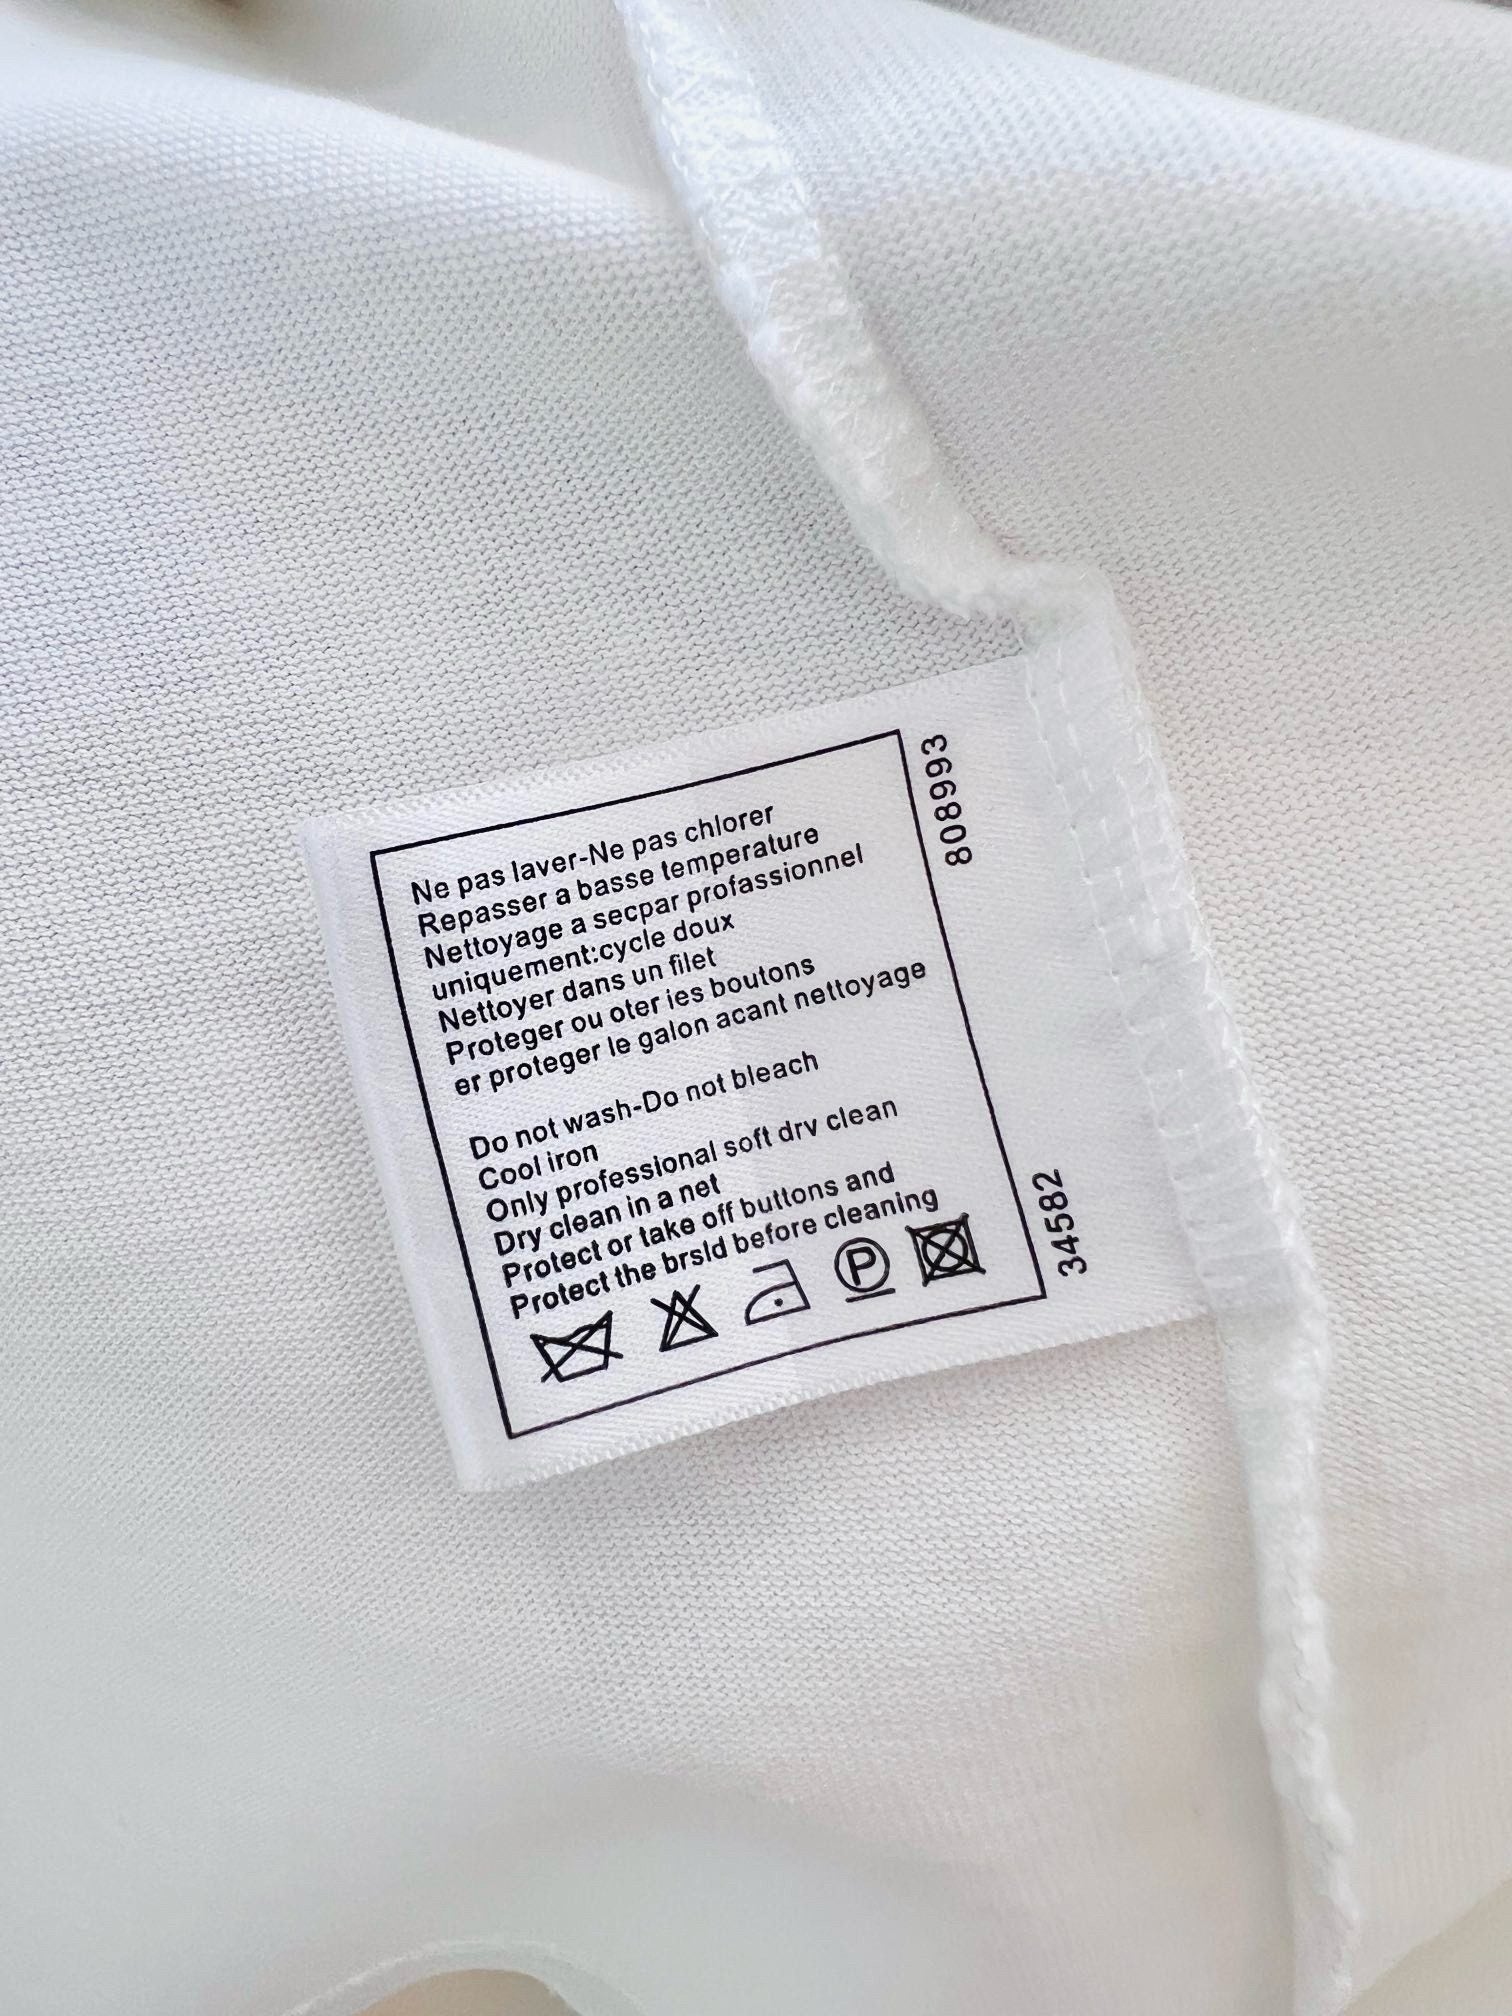 Ne pas laver-Ne pas chlorer
Repasser a basse temperature
Nettoyage a secpar profassionnel
uniquement:cycle doux
Nettoyer dans un filet
Proteger ou oter ies boutons
er proteger le galon acant nettoyage
Do not wash-Do not bleach
Cool iron
Only professional soft drv clean
Dry clean in a net
Protect or take off buttons and
Protect the brsld before cleaning
P
808993
34582